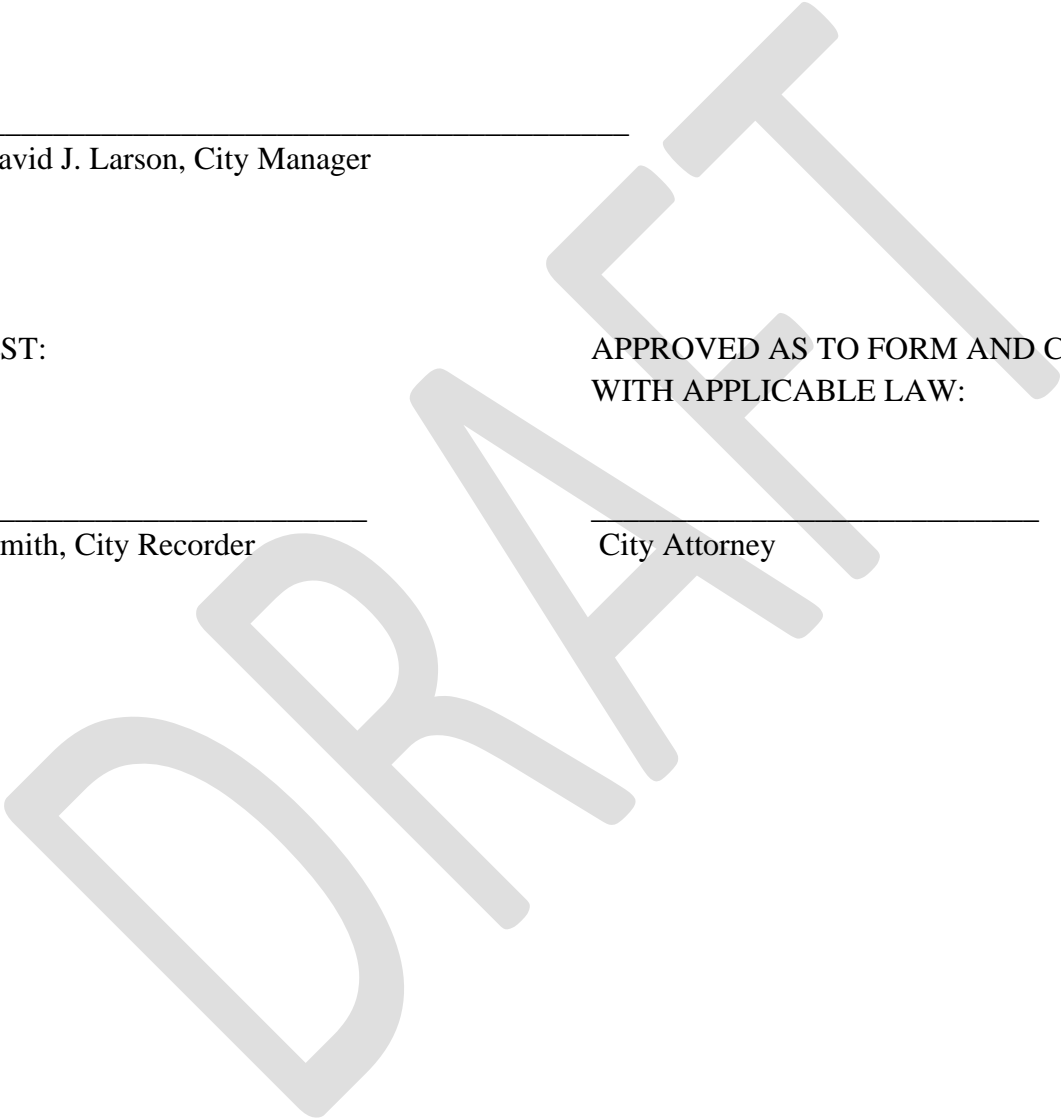 avid J. Larson, City Manager
ST:
APPROVED AS TO FORM AND C
WITH APPLICABLE LAW:
mith, City Recorder
City Attorney
DRAFT